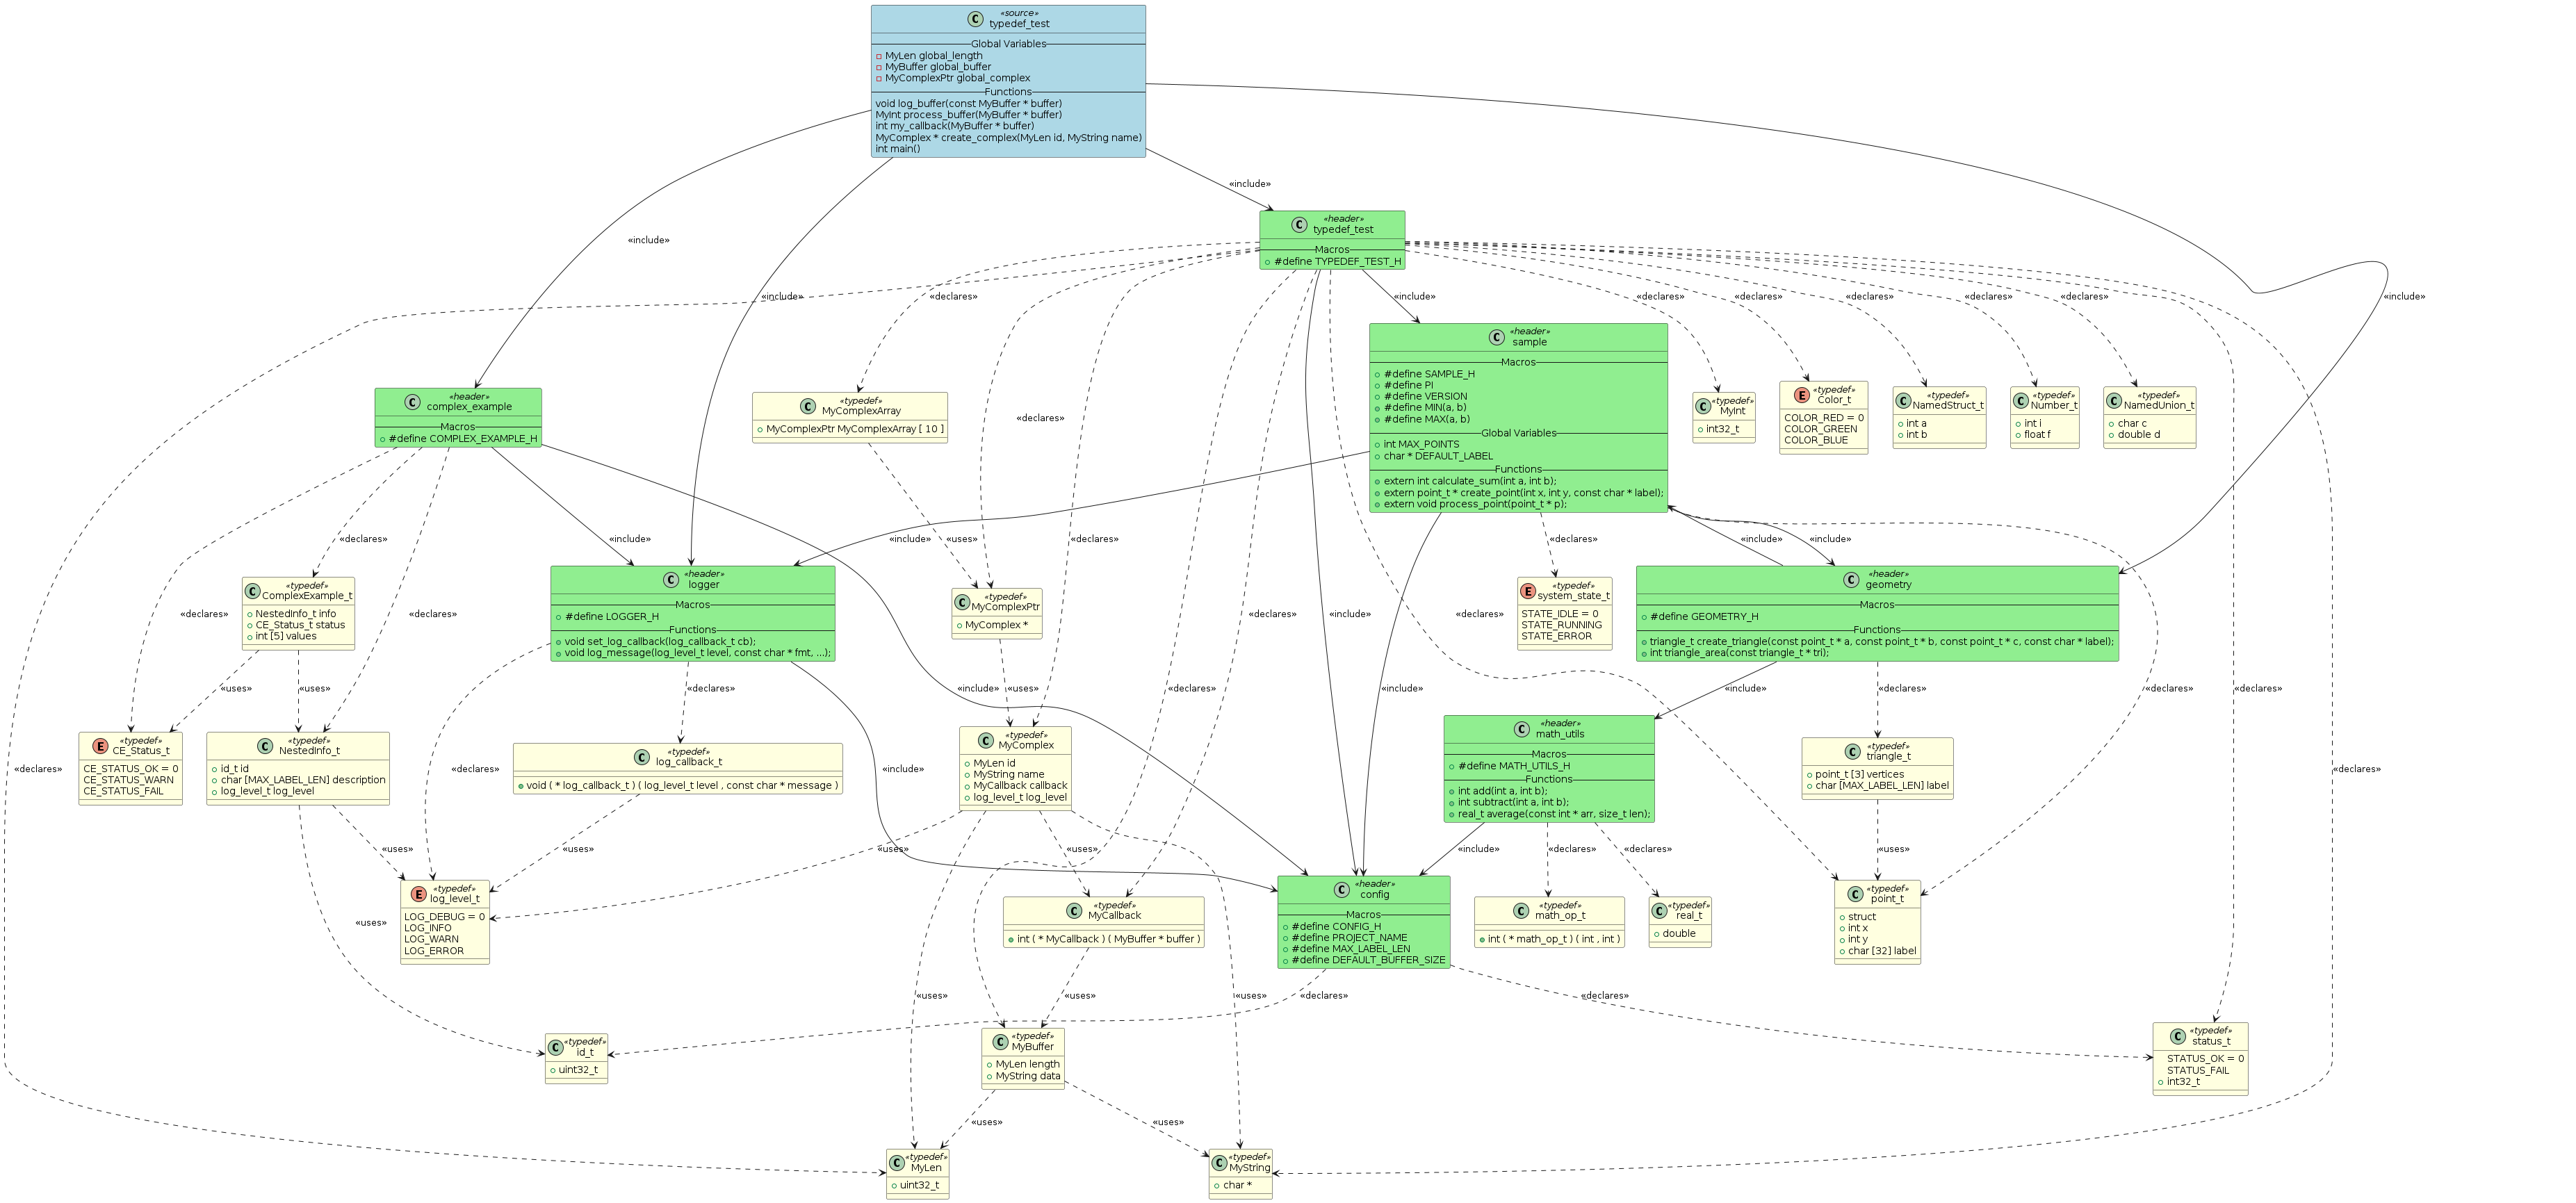 «source»
typedef_test
Global Variables
MyLen global_length
MyBuffer global_buffer
MyComplexPtr global_complex
Functions
void log_buffer(const MyBuffer * buffer)
MyInt process_buffer(MyBuffer * buffer)
int my_callback(MyBuffer * buffer)
MyComplex * create_complex(MyLen id, MyString name)
int main()
«include»
«header»
typedef_test
Macros
#define TYPEDEF_TEST_H
«include»
«include»
«declares»
«include»
«declares»
«declares»
«declares»
«declares»
«declares»
«include»
«header»
sample
Macros
#define SAMPLE_H
#define PI
#define VERSION
#define MIN(a, b)
#define MAX(a, b)
Global Variables
int MAX_POINTS
char * DEFAULT_LABEL
Functions
extern int calculate_sum(int a, int b);
extern point_t * create_point(int x, int y, const char * label);
extern void process_point(point_t * p);
«header»
complex_example
Macros
#define COMPLEX_EXAMPLE_H
«typedef»
MyComplexArray
MyComplexPtr MyComplexArray [ 10 ]
«typedef»
MyInt
int32_t
«typedef»
Color_t
COLOR_RED = 0
COLOR_GREEN
COLOR_BLUE
«typedef»
NamedStruct_t
int a
int b
«typedef»
Number_t
int i
float f
«typedef»
NamedUnion_t
char c
double d
«declares»
«declares»
«include»
«include»
«uses»
«declares»
«declares»
«include»
«include»
«declares»
«declares»
«typedef»
ComplexExample_t
NestedInfo_t info
CE_Status_t status
int [5] values
«header»
logger
Macros
#define LOGGER_H
Functions
void set_log_callback(log_callback_t cb);
void log_message(log_level_t level, const char * fmt, ...);
«typedef»
MyComplexPtr
MyComplex *
«declares»
«include»
«declares»
«typedef»
system_state_t
STATE_IDLE = 0
STATE_RUNNING
STATE_ERROR
«header»
geometry
Macros
#define GEOMETRY_H
Functions
triangle_t create_triangle(const point_t * a, const point_t * b, const point_t * c, const char * label);
int triangle_area(const triangle_t * tri);
«uses»
«uses»
«declares»
«include»
«uses»
«declares»
«include»
«include»
«declares»
«declares»
«declares»
«typedef»
CE_Status_t
CE_STATUS_OK = 0
CE_STATUS_WARN
CE_STATUS_FAIL
«typedef»
NestedInfo_t
id_t id
char [MAX_LABEL_LEN] description
log_level_t log_level
«declares»
«typedef»
log_callback_t
void ( * log_callback_t ) ( log_level_t level , const char * message )
«include»
«typedef»
MyComplex
MyLen id
MyString name
MyCallback callback
log_level_t log_level
«header»
math_utils
Macros
#define MATH_UTILS_H
Functions
int add(int a, int b);
int subtract(int a, int b);
real_t average(const int * arr, size_t len);
«typedef»
triangle_t
point_t [3] vertices
char [MAX_LABEL_LEN] label
«declares»
«declares»
«uses»
«uses»
«uses»
«uses»
«include»
«declares»
«declares»
«uses»
«typedef»
log_level_t
LOG_DEBUG = 0
LOG_INFO
LOG_WARN
LOG_ERROR
«typedef»
MyCallback
int ( * MyCallback ) ( MyBuffer * buffer )
«header»
config
Macros
#define CONFIG_H
#define PROJECT_NAME
#define MAX_LABEL_LEN
#define DEFAULT_BUFFER_SIZE
«typedef»
math_op_t
int ( * math_op_t ) ( int , int )
«typedef»
real_t
double
«typedef»
point_t
struct
int x
int y
char [32] label
«uses»
«uses»
«uses»
«uses»
«declares»
«declares»
«typedef»
id_t
uint32_t
«typedef»
MyBuffer
MyLen length
MyString data
«typedef»
status_t
STATUS_OK = 0
STATUS_FAIL
int32_t
«uses»
«uses»
«typedef»
MyLen
uint32_t
«typedef»
MyString
char *